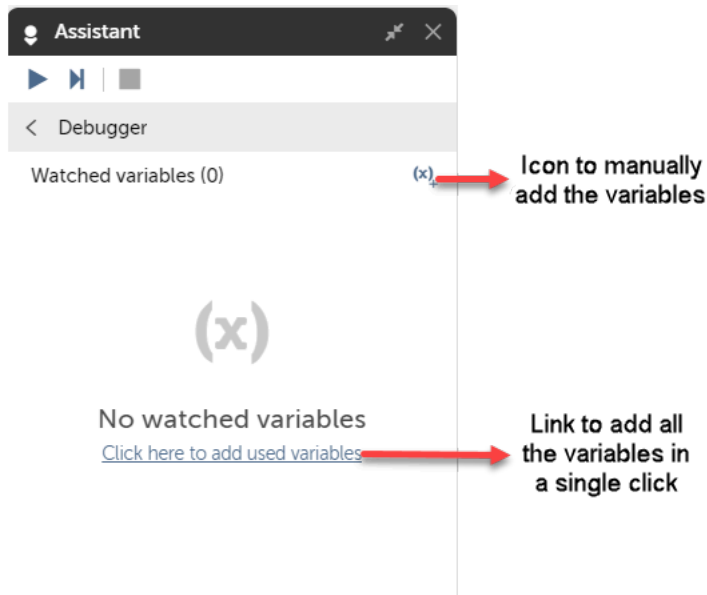 Assistant
Debugger
Watched variables (0)
(x)+
Icon to manually
add the variables
(x)
No watched variables
Click here to add used variables
Link to add all
the variables in
a single click